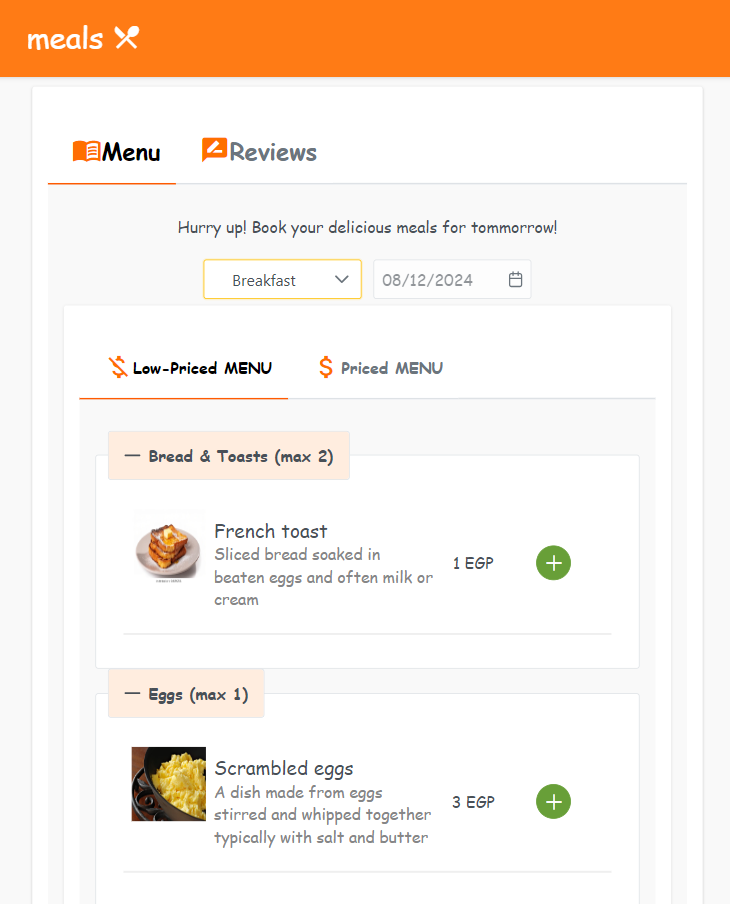 meals
Menu
Reviews
Hurry up! Book your delicious meals for tommorrow!
Breakfast
08/12/2024
Low-Priced MENU
Priced MENU
Bread & Toasts (max 2)
French toast
Sliced bread soaked in
beaten eggs and often milk or
cream
1 EGP
Eggs (max 1)
Scrambled eggs
A dish made from eggs
stirred and whipped together
typically with salt and butter
3 EGP